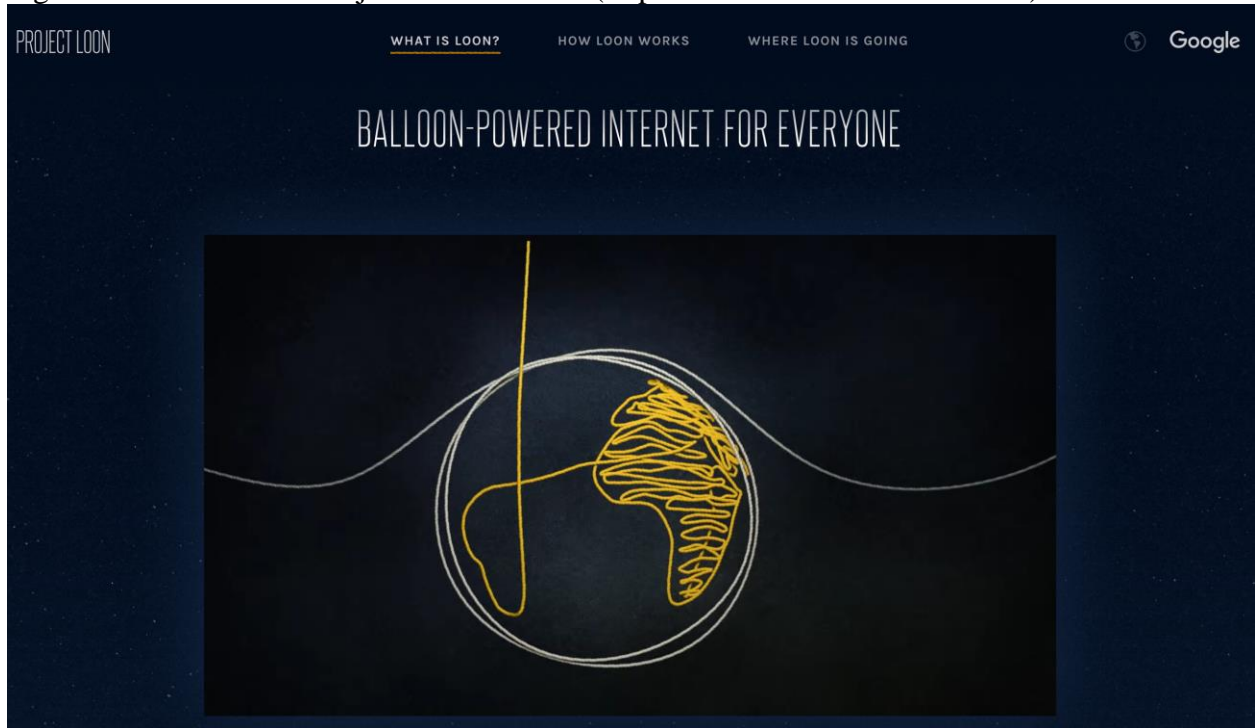 PROJECT LOON
WHAT IS LOON? HOW LOON WORKS WHERE LOON IS GOING
Google
BALLOON-POWERED INTERNET FOR EVERYONE